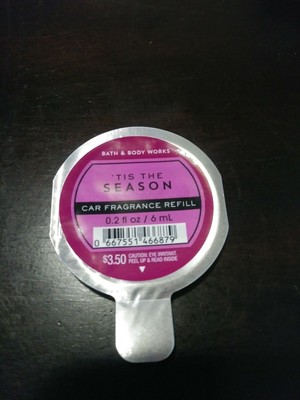 BATH & BODY WORKS
'TIS THE
SEASON
CAR FRAGRANCE REFILL
0.2 fl oz / 6 mL
0 667551 466879
$3.50 CAUTION: EYE IRRITANT
PEEL UP & READ INSIDE